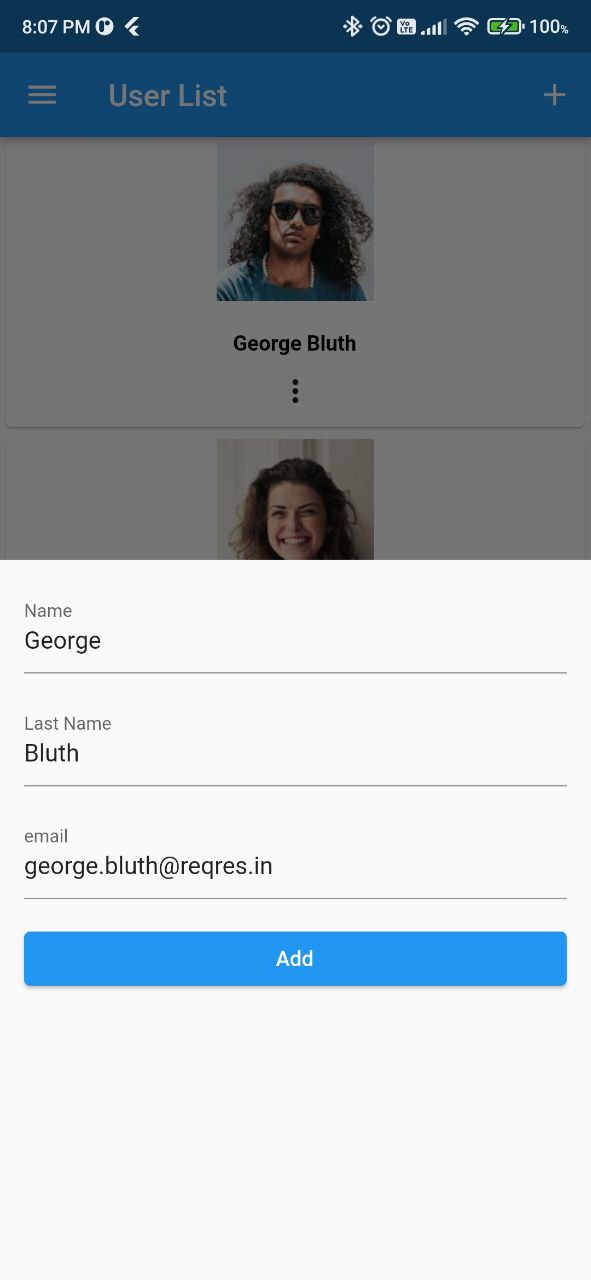 8:07 PM
Vo LTE 100%
User List
George Bluth
Name
George
Last Name
Bluth
email
george.bluth@reqres.in
Add